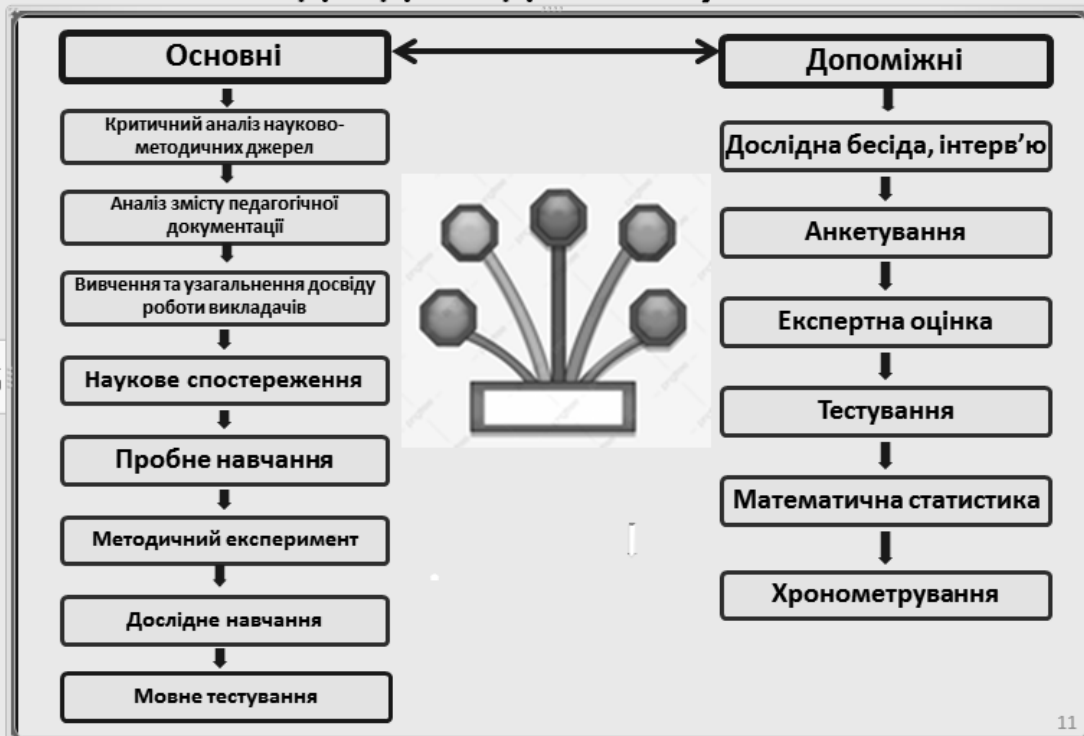 Основні
Критичний аналіз науково-
методичних джерел
Аналіз змісту педагогічної
документації
Вивчення та узагальнення досвіду
роботи викладачів
Наукове спостереження
Пробне навчання
Методичний експеримент
Дослідне навчання
Мовне тестування
Допоміжні
Дослідна бесіда, інтерв’ю
Анкетування
Експертна оцінка
Тестування
Математична статистика
Хронометрування
11